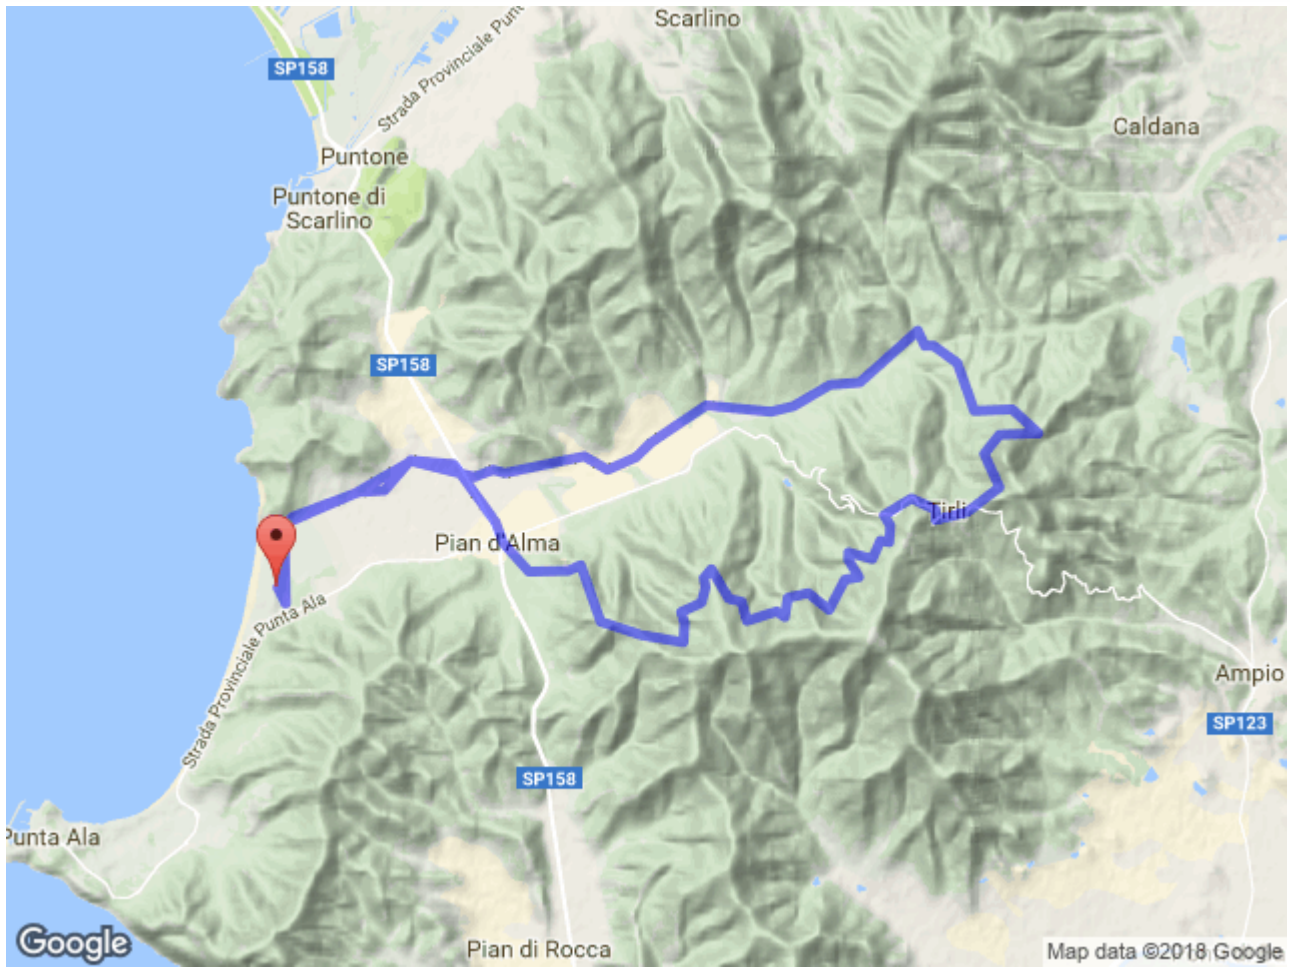 Scarlino
SP158
Strada Provinciale Pun
Caldana
Puntone
Puntone di
Scarlino
SP158
Tirli
Pian d'Alma
Strada Provinciale Punta Ala
Ampio
SP123
SP158
Punta Ala
Pian di Rocca
Google
Map data ©2018 Google